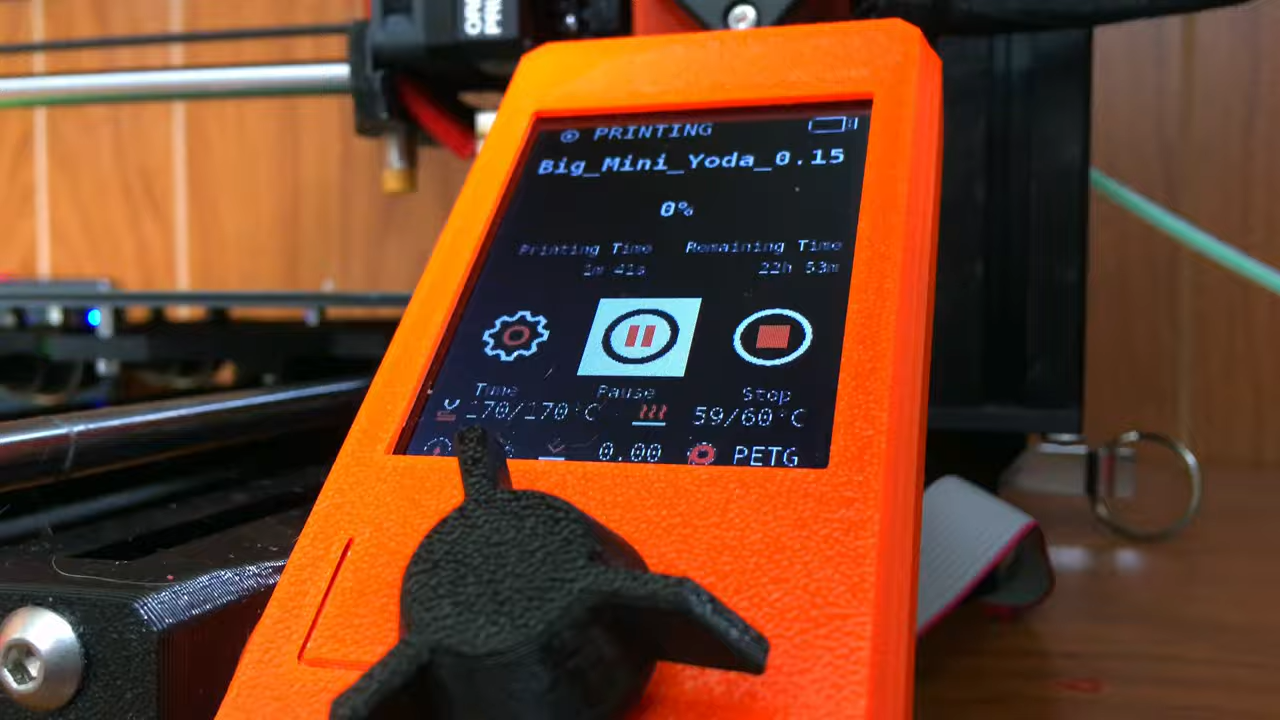 PRINTING
Big_Mini_Yoda_0.15
0%
Printing Time Remaining Time
1m 41s 22h 53m
Tune Pause Stop
170/170°C 59/60°C
0.00 PETG